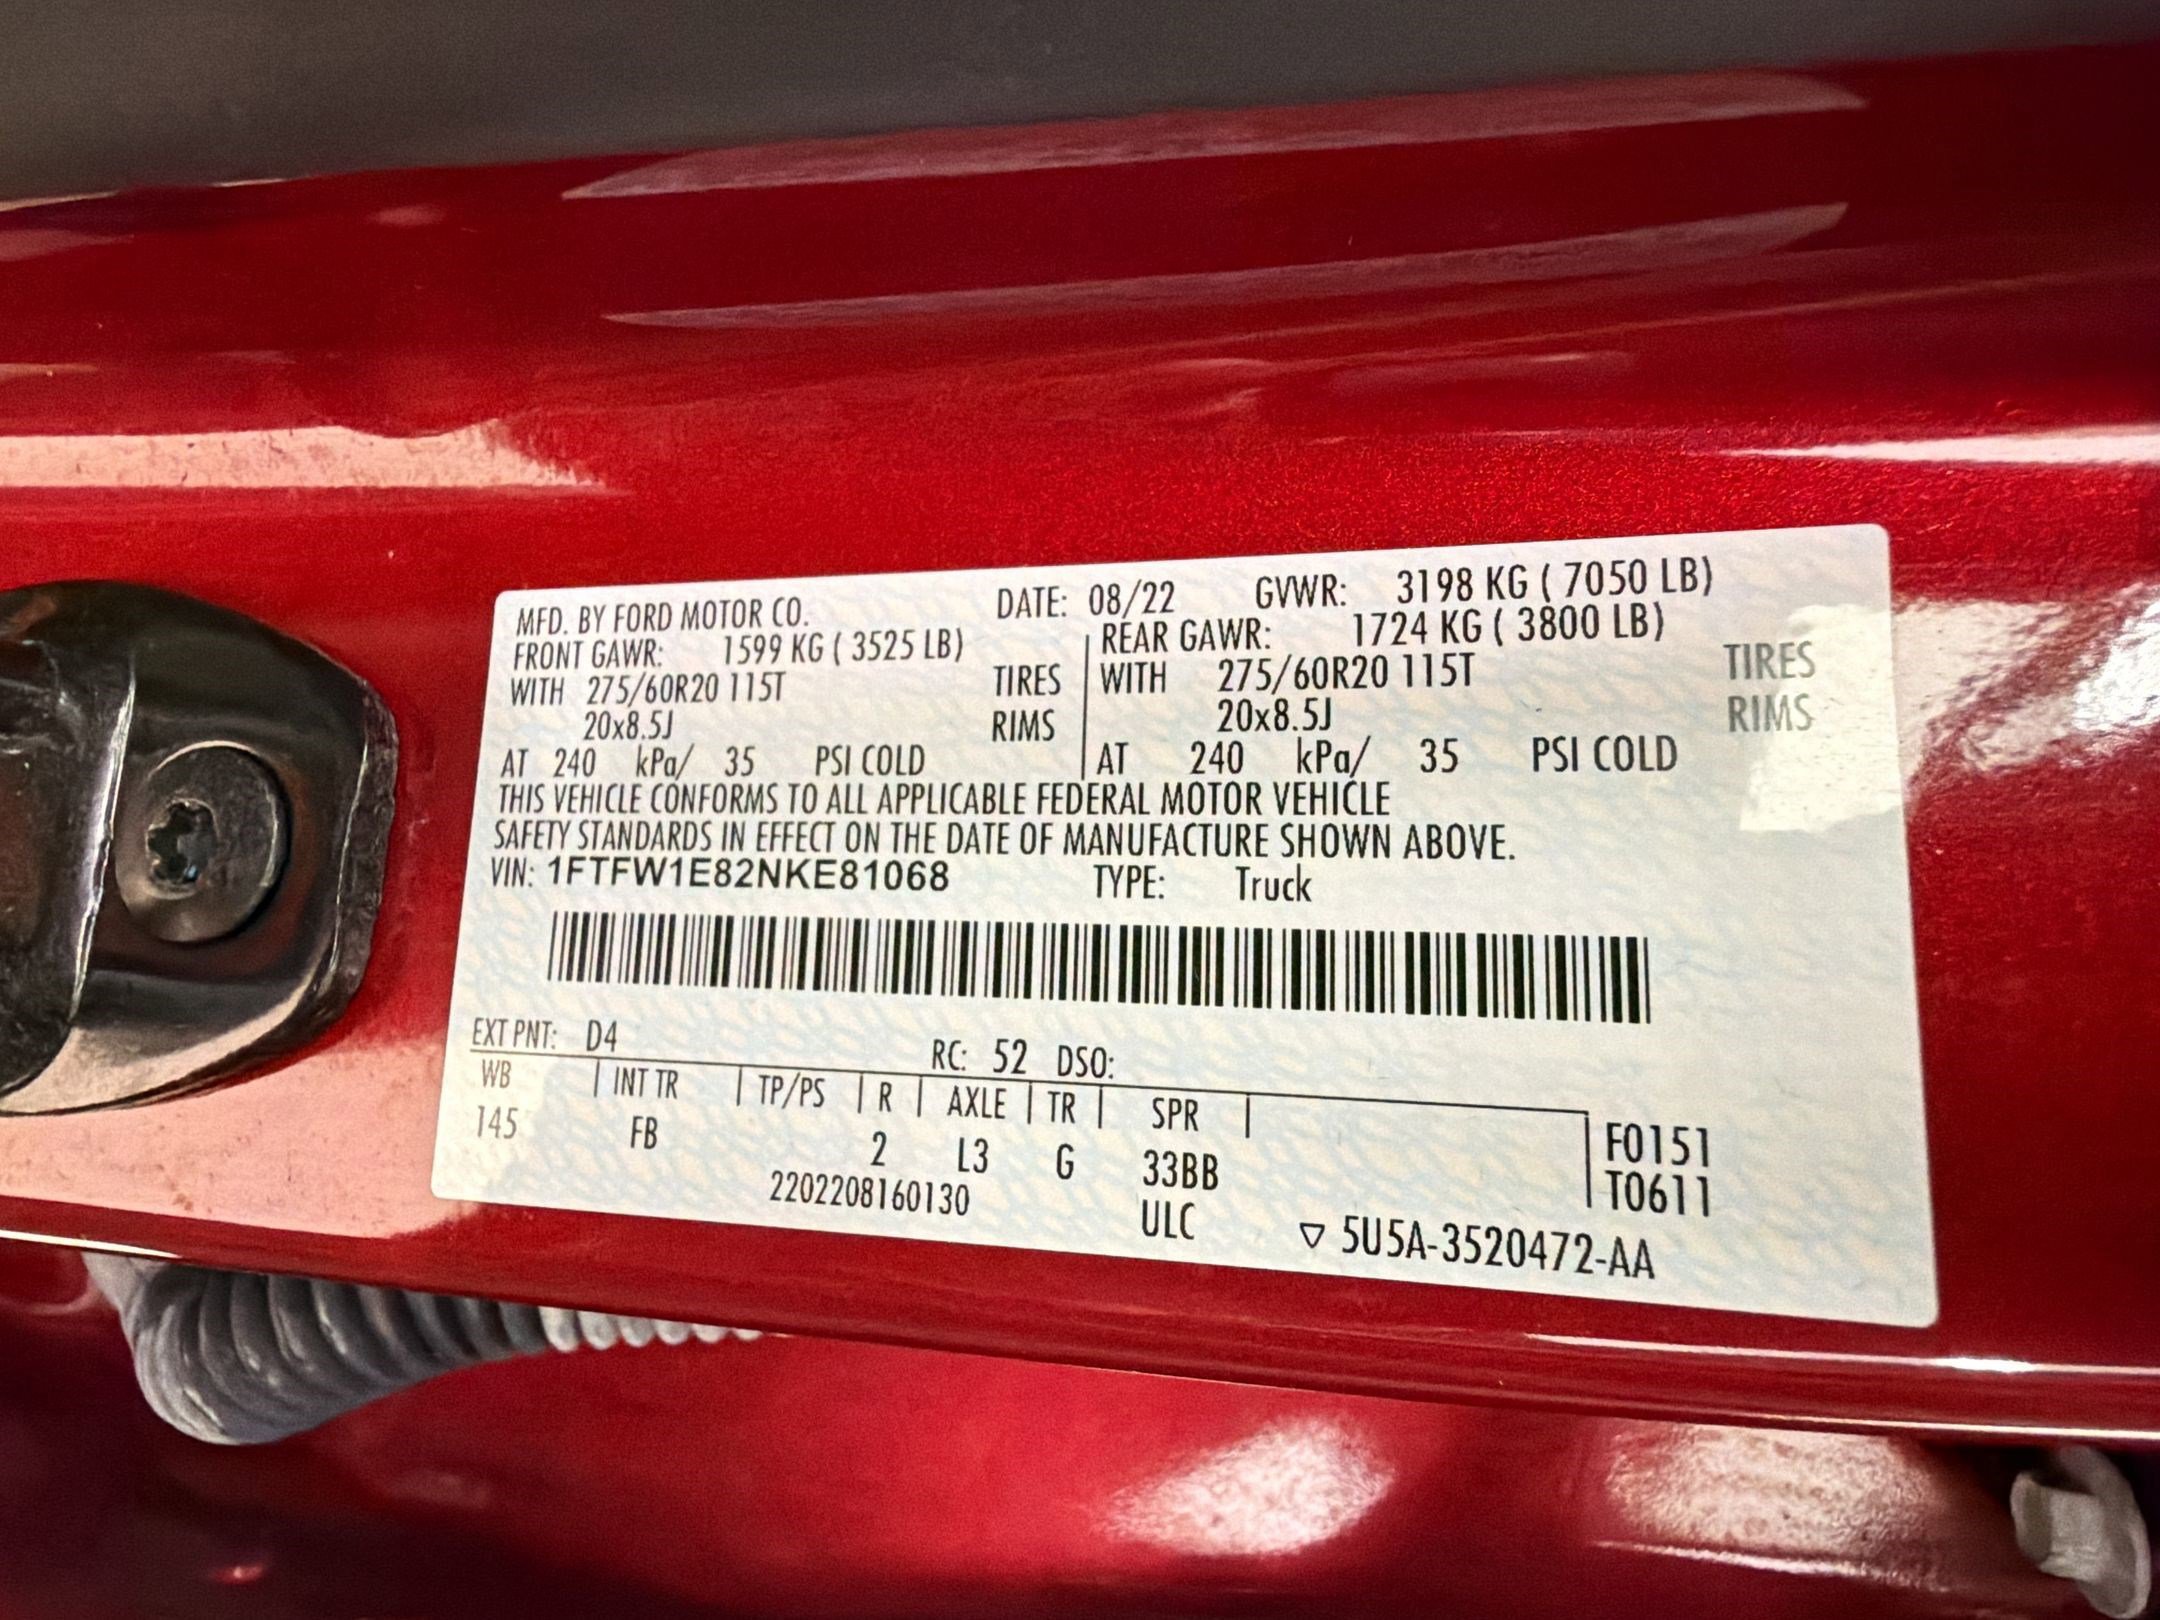 MFD. BY FORD MOTOR CO. DATE: 08/22 GVWR: 3198 KG ( 7050 LB)
FRONT GAWR: 1599 KG ( 3525 LB) REAR GAWR: 1724 KG ( 3800 LB)
WITH 275/60R20 115T TIRES WITH 275/60R20 115T TIRES
20x8.5J RIMS 20x8.5J RIMS
AT 240 kPa/ 35 PSI COLD AT 240 kPa/ 35 PSI COLD
THIS VEHICLE CONFORMS TO ALL APPLICABLE FEDERAL MOTOR VEHICLE
SAFETY STANDARDS IN EFFECT ON THE DATE OF MANUFACTURE SHOWN ABOVE.
VIN: 1FTFW1E82NKE81068 TYPE: Truck
EXT PNT: D4 RC: 52 DSO:
WB INT TR TP/PS R AXLE TR SPR F0151
145 FB 2 L3 G 33BB T0611
2202208160130 ULC ▽ 5U5A-3520472-AA